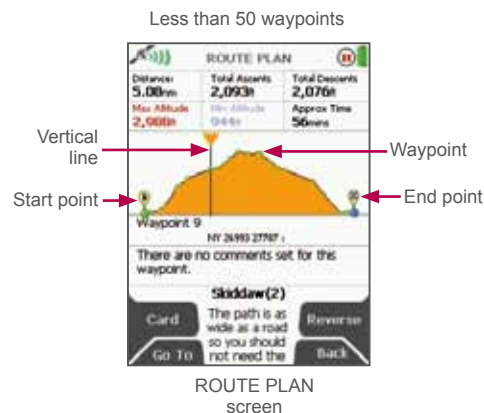 Less than 50 waypoints
ROUTE PLAN
Distance: Total Ascents Total Descents
5.08nm 2,093ft 2,076ft
Max Altitude Min Altitude Approx Time
2,988ft 944ft 56mins
Vertical
line
Waypoint
Start point
End point
Waypoint 9
NY 26993 27787
There are no comments set for this
waypoint.
Skiddaw(2)
The path is as
wide as a road
so you should
not need the
Card
Reverse
Go To
Back
ROUTE PLAN
screen